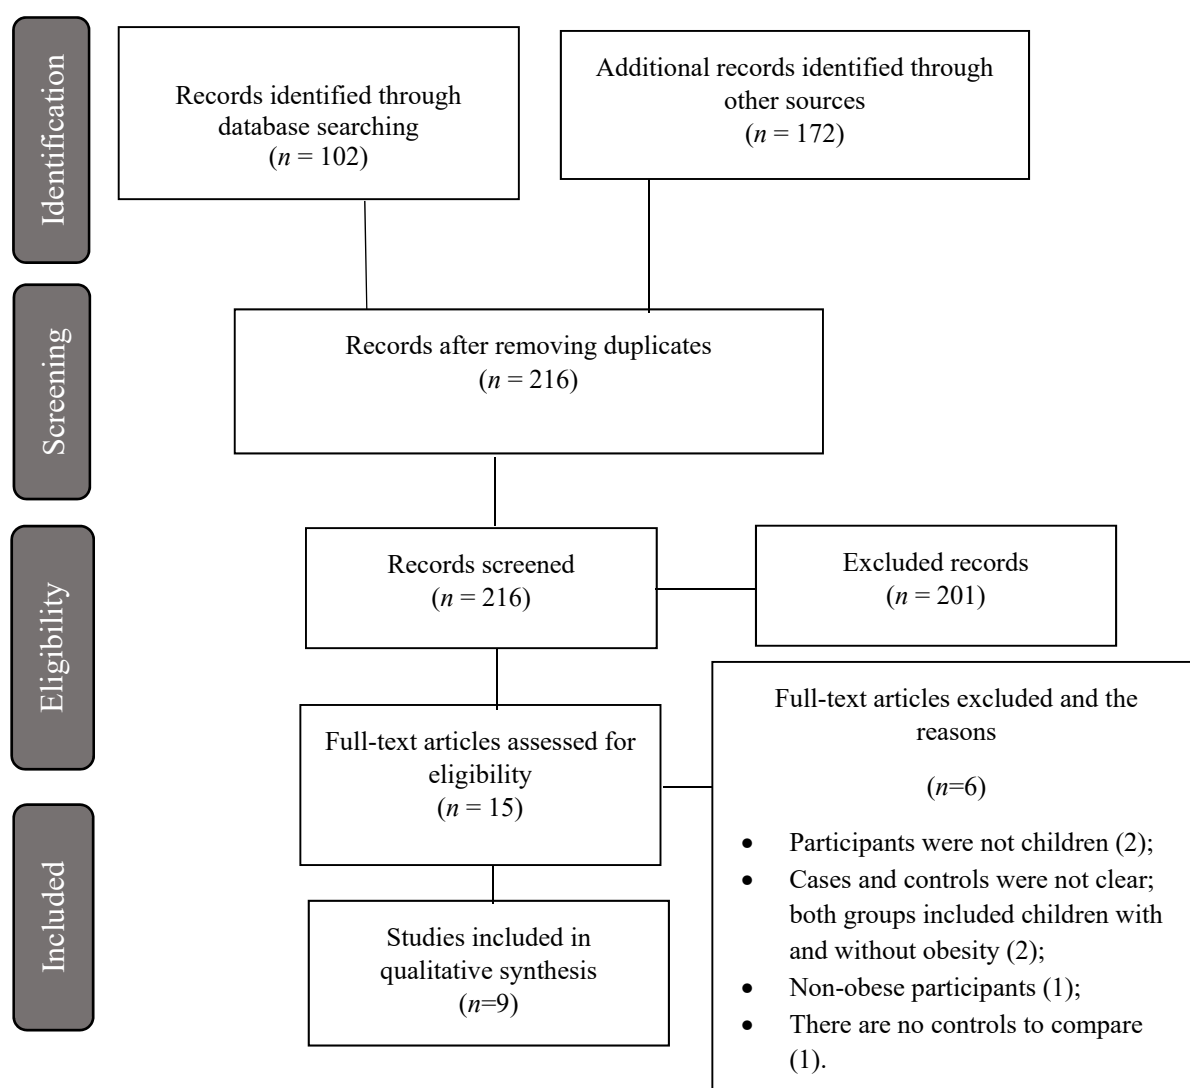 Identification
Records identified through
database searching
(n = 102)
Additional records identified through
other sources
(n = 172)
Screening
Records after removing duplicates
(n = 216)
Eligibility
Records screened
(n = 216)
Excluded records
(n = 201)
Full-text articles assessed for
eligibility
(n = 15)
Full-text articles excluded and the
reasons
(n=6)
• Participants were not children (2);
• Cases and controls were not clear;
both groups included children with
and without obesity (2);
• Non-obese participants (1);
• There are no controls to compare
(1).
Included
Studies included in
qualitative synthesis
(n=9)